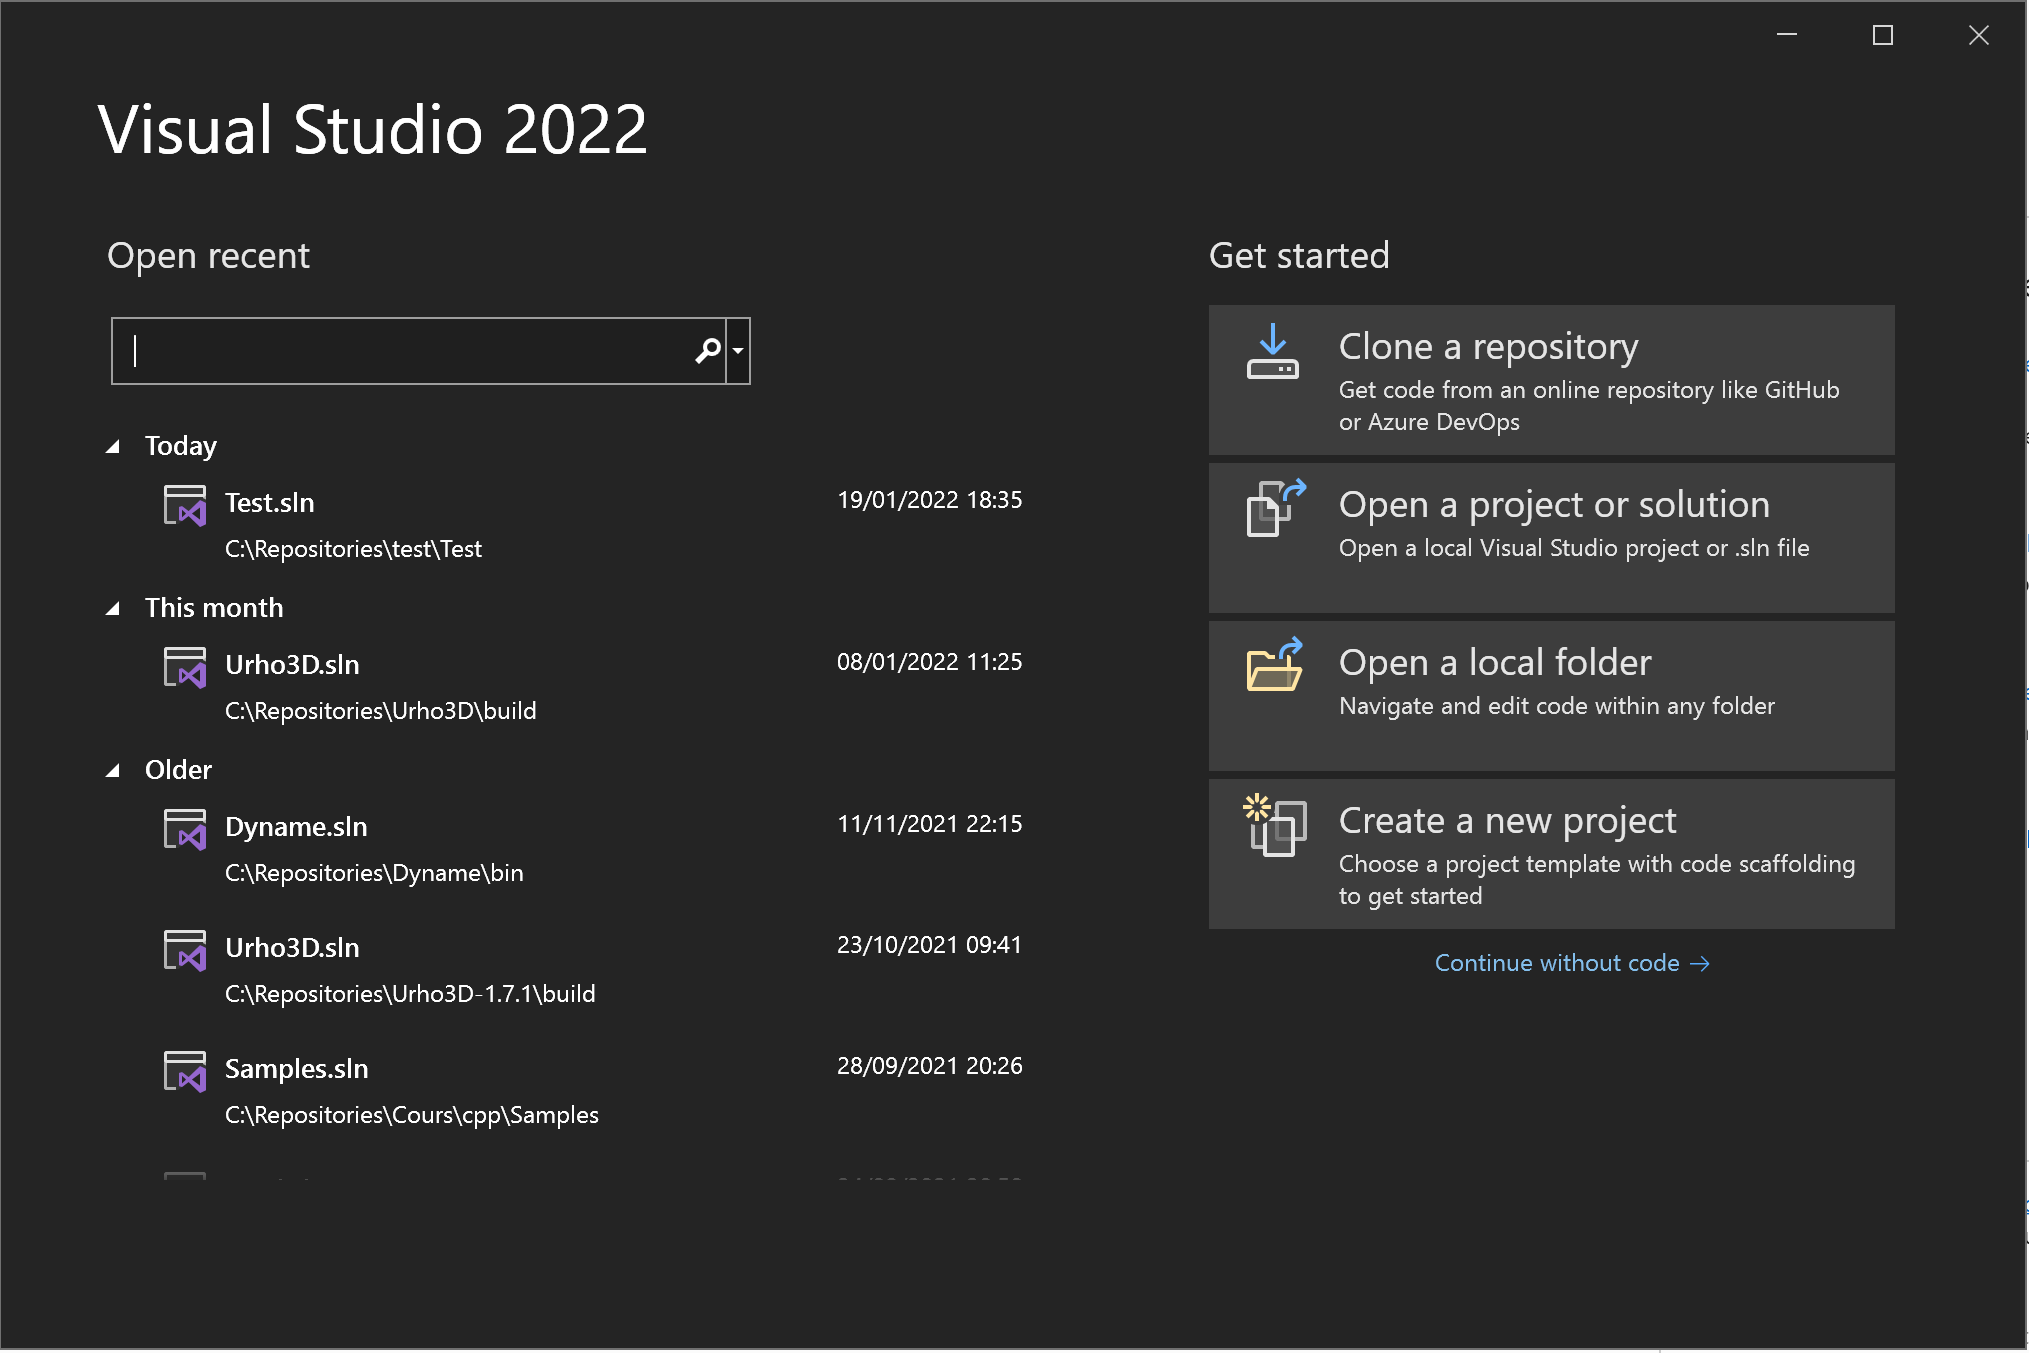 Visual Studio 2022
Open recent
Today
Test.sln
19/01/2022 18:35
C:\Repositories\test\Test
This month
Urho3D.sln
08/01/2022 11:25
C:\Repositories\Urho3D\build
Older
Dyname.sln
11/11/2021 22:15
C:\Repositories\Dyname\bin
Urho3D.sln
23/10/2021 09:41
C:\Repositories\Urho3D-1.7.1\build
Samples.sln
28/09/2021 20:26
C:\Repositories\Cours\cpp\Samples
Get started
Clone a repository
Get code from an online repository like GitHub
or Azure DevOps
Open a project or solution
Open a local Visual Studio project or .sln file
Open a local folder
Navigate and edit code within any folder
Create a new project
Choose a project template with code scaffolding
to get started
Continue without code →